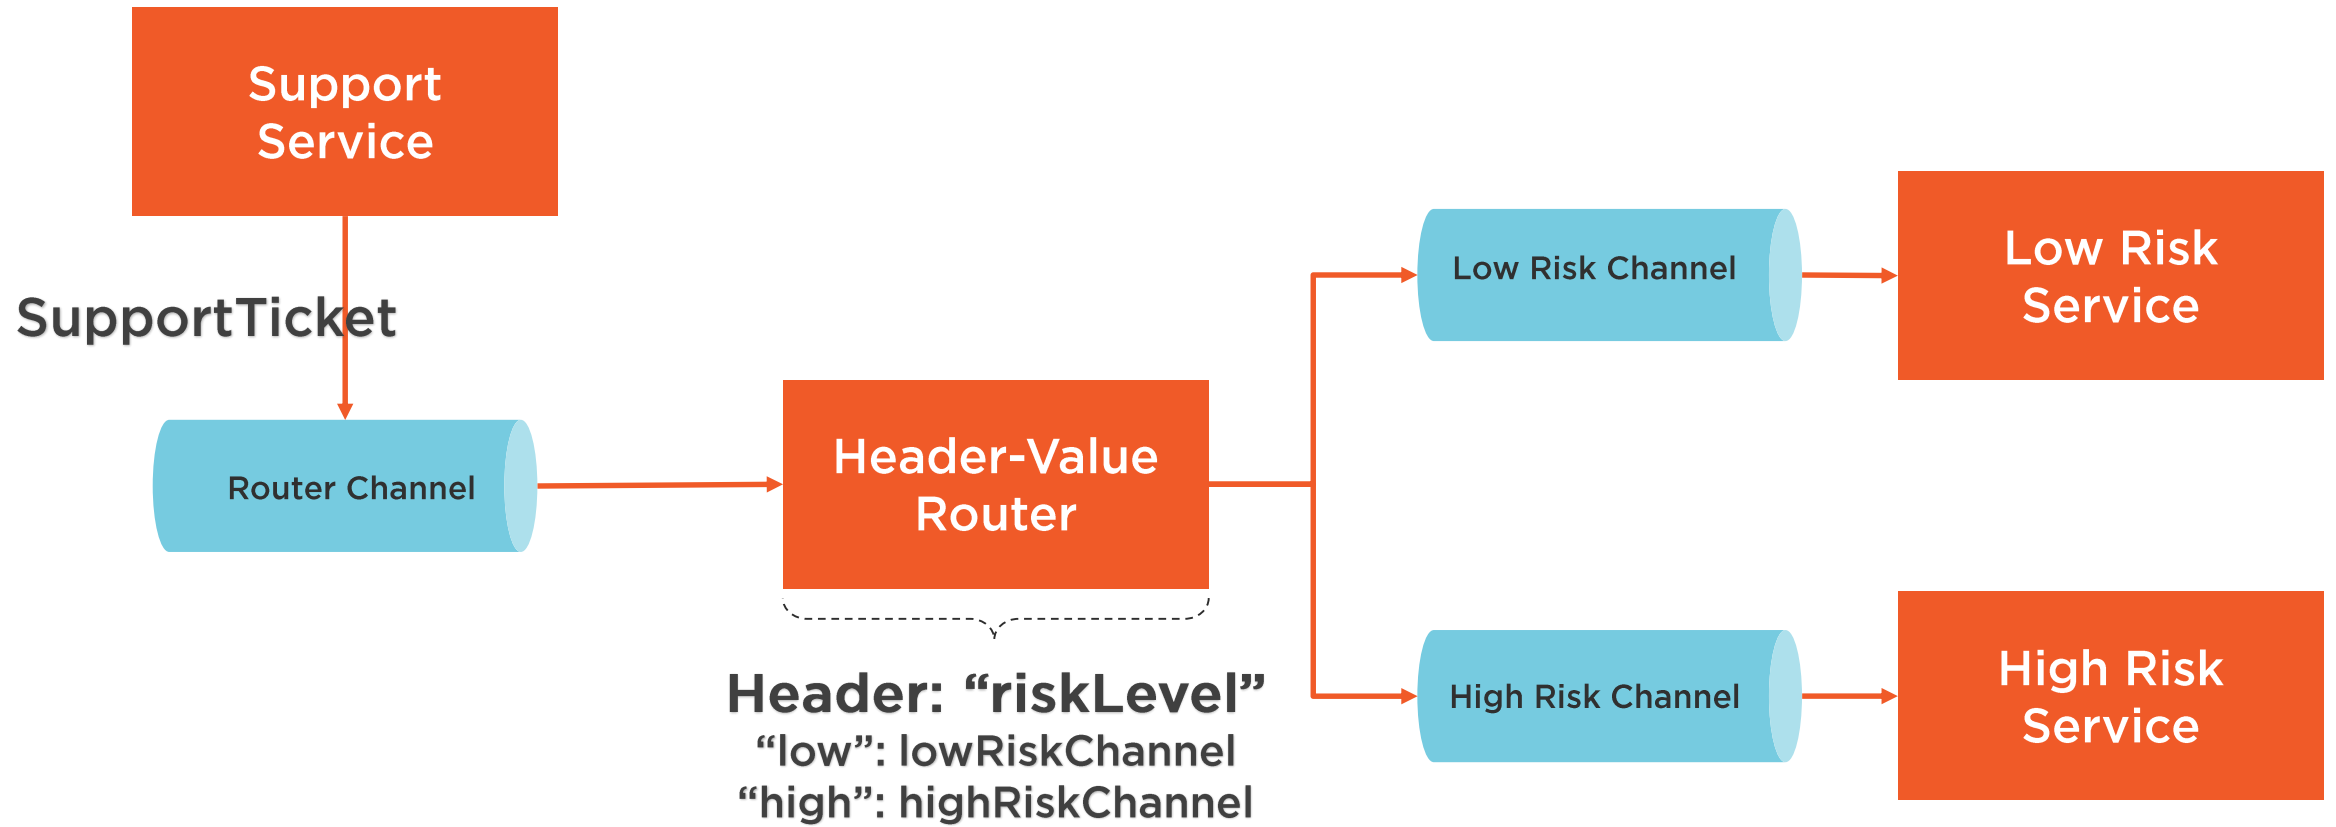 Support
Service
SupportTicket
Router Channel
Header-Value
Router
Header: “riskLevel”
“low”: lowRiskChannel
“high”: highRiskChannel
Low Risk Channel
Low Risk
Service
High Risk Channel
High Risk
Service